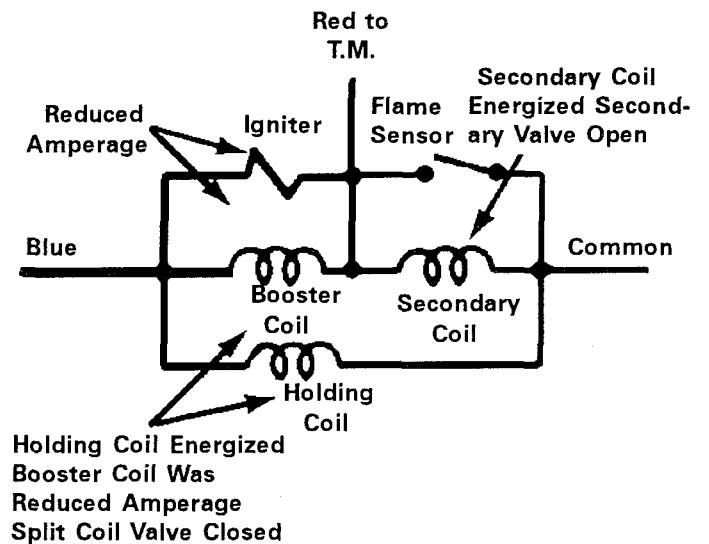 Red to
T.M.
Reduced
Amperage
Igniter
Flame
Sensor
Secondary Coil
Energized Second-
ary Valve Open
Blue
Common
Booster
Coil
Secondary
Coil
Holding
Coil
Holding Coil Energized
Booster Coil Was
Reduced Amperage
Split Coil Valve Closed